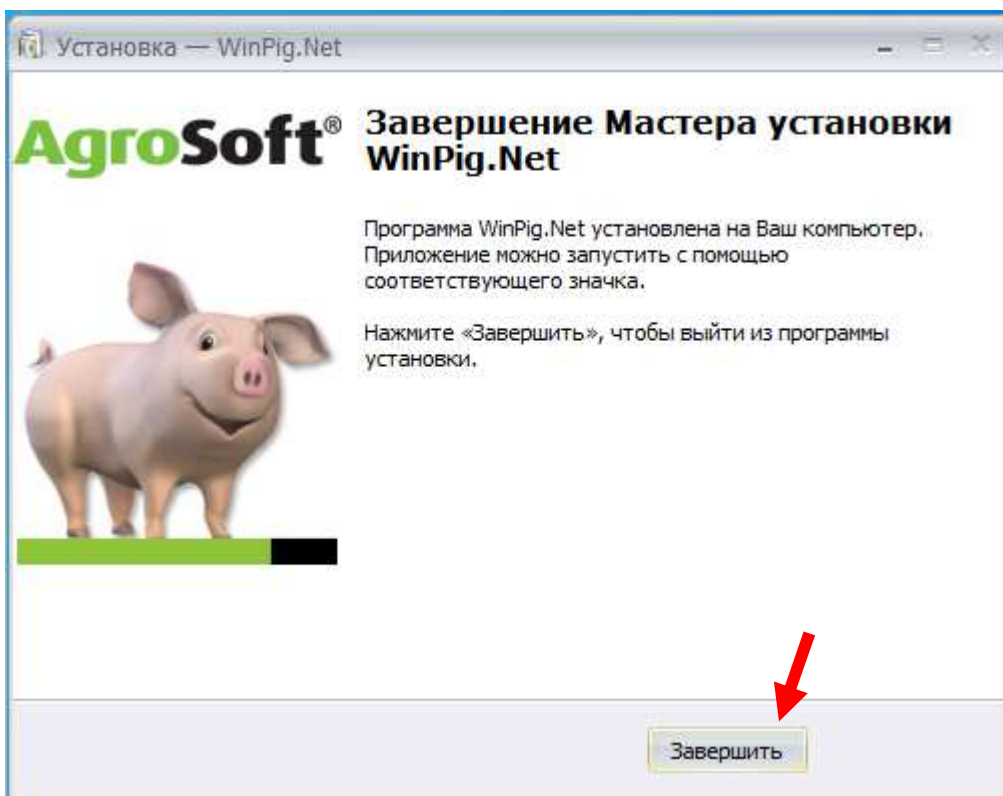 Установка — WinPig.Net
AgroSoft®
Завершение Мастера установки
WinPig.Net
Программа WinPig.Net установлена на Ваш компьютер.
Приложение можно запустить с помощью
соответствующего значка.
Нажмите «Завершить», чтобы выйти из программы
установки.
Завершить